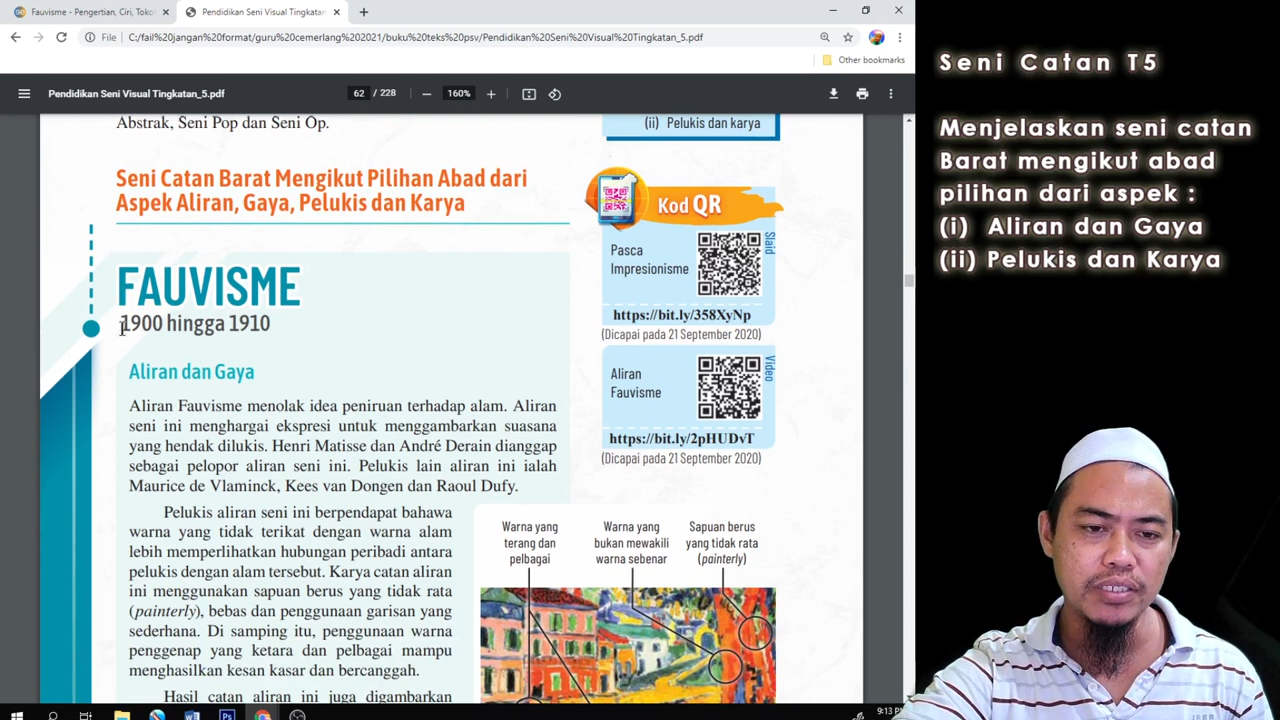 Fauvisme - Pengertian, Ciri, Tokoh
Pendidikan Seni Visual Tingkatan_
File
C:/fail%20jangan%20format/guru%20cemerlang%202021/buku%20teks%20psv/Pendidikan%20Seni%20Visual%20Tingkatan_5.pdf
Other bookmarks
Pendidikan Seni Visual Tingkatan_5.pdf
62 / 228
160%
Abstrak, Seni Pop dan Seni Op.
(ii) Pelukis dan karya
Seni Catan Barat Mengikut Pilihan Abad dari
Aspek Aliran, Gaya, Pelukis dan Karya
FAUVISME
1900 hingga 1910
Aliran dan Gaya
Aliran Fauvisme menolak idea peniruan terhadap alam. Aliran
seni ini menghargai ekspresi untuk menggambarkan suasana
yang hendak dilukis. Henri Matisse dan André Derain dianggap
sebagai pelopor aliran seni ini. Pelukis lain aliran ini ialah
Maurice de Vlaminck, Kees van Dongen dan Raoul Dufy.
Pelukis aliran seni ini berpendapat bahawa
warna yang tidak terikat dengan warna alam
lebih memperlihatkan hubungan peribadi antara
pelukis dengan alam tersebut. Karya catan aliran
ini menggunakan sapuan berus yang tidak rata
(painterly), bebas dan penggunaan garisan yang
sederhana. Di samping itu, penggunaan warna
penggenap yang ketara dan pelbagai mampu
menghasilkan kesan kasar dan bercanggah.
Hasil catan aliran ini juga digambarkan
Kod QR
Pasca
Impresionisme
Slaid
https://bit.ly/358XyNp
(Dicapai pada 21 September 2020)
Aliran
Fauvisme
Video
https://bit.ly/2pHUDvT
(Dicapai pada 21 September 2020)
Warna yang
terang dan
pelbagai
Warna yang
bukan mewakili
warna sebenar
Sapuan berus
yang tidak rata
(painterly)
Seni Catan T5
Menjelaskan seni catan
Barat mengikut abad
pilihan dari aspek :
(i) Aliran dan Gaya
(ii) Pelukis dan Karya
9:13 PM